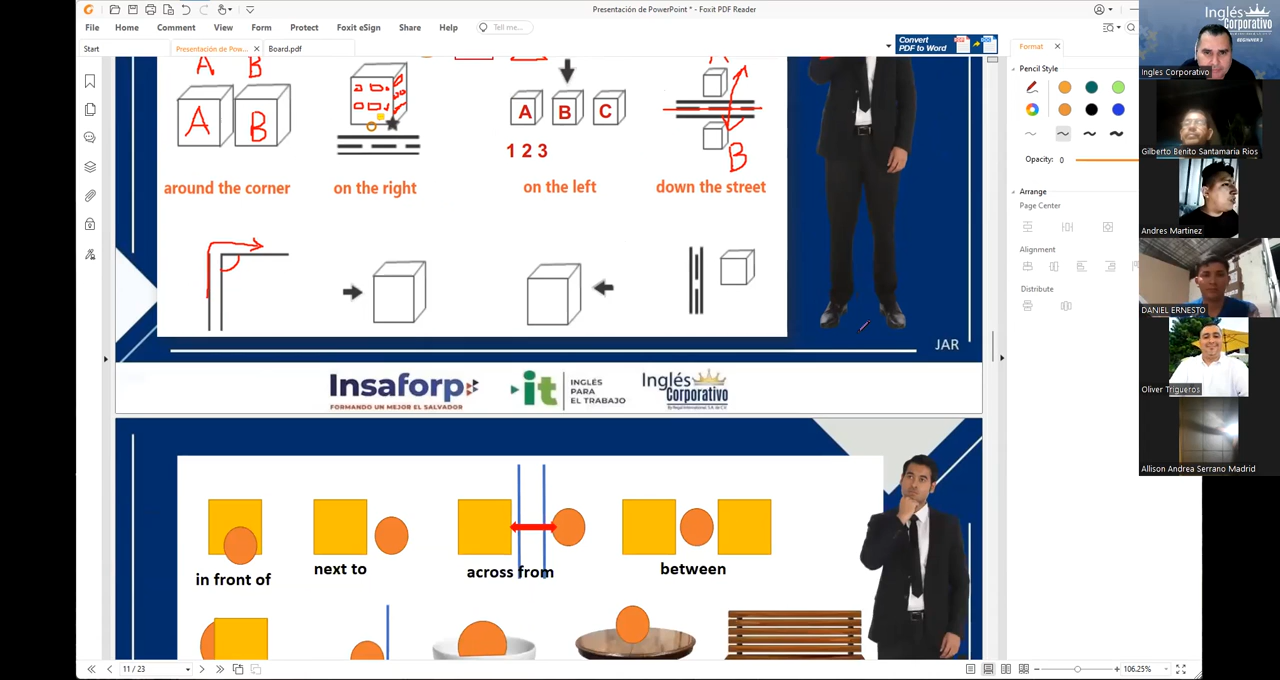 Presentación de PowerPoint * - Foxit PDF Reader
File Home Comment View Form Protect Foxit eSign Share Help Tell me...
Convert
PDF to Word
Start Presentación de Pow... Board.pdf
Format
Pencil Style
Opacity: 0
Arrange
Page Center
Alignment
Distribute
A B
A B
A B C
1 2 3
B
around the corner on the right on the left down the street
JAR
Insaforp
FORMANDO UN MEJOR EL SALVADOR
it
INGLÉS
PARA
EL TRABAJO
Inglés
Corporativo
in front of next to across from between
11 / 23
106.25%
Inglés
Corporativo
BEGINNER 3
Ingles Corporativo
Gilberto Benito Santamaria Rios
Andres Martinez
DANIEL ERNESTO
Oliver Trigueros
Allison Andrea Serrano Madrid